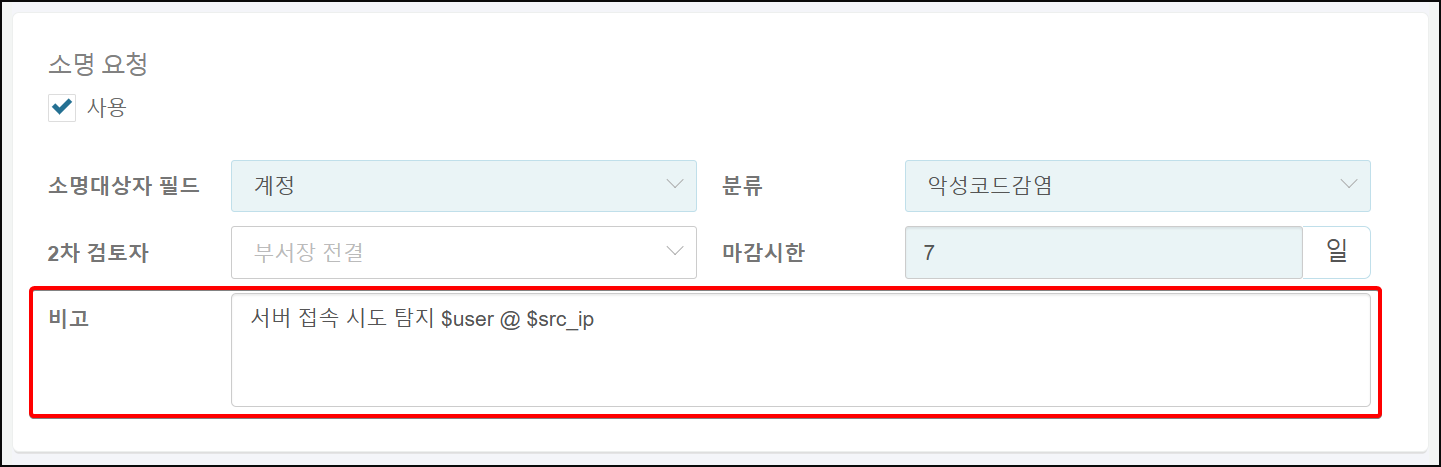 소명 요청
사용
소명대상자 필드 계정 분류 악성코드감염
2차 검토자 부서장 전결 마감시한 7 일
비고 서버 접속 시도 탐지 $user @ $src_ip